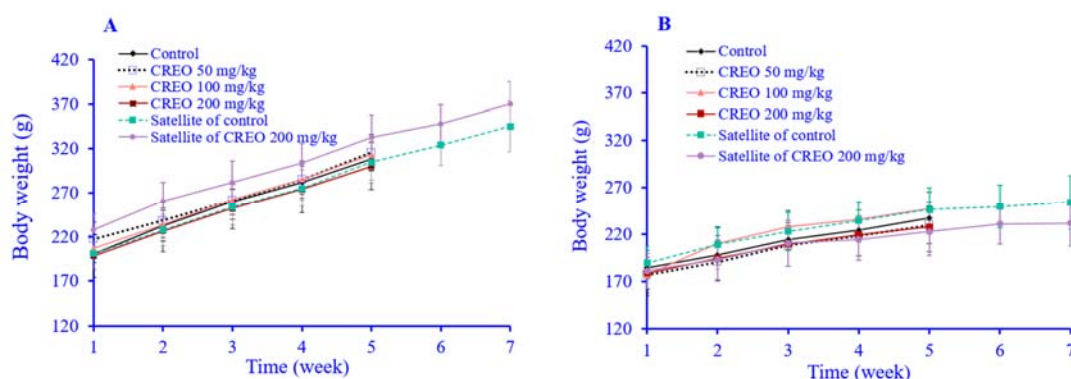 A
Control
CREO 50 mg/kg
CREO 100 mg/kg
CREO 200 mg/kg
Satellite of control
Satellite of CREO 200 mg/kg
Body weight (g)
420
370
320
270
220
170
120
1 2 3 4 5 6 7
Time (week)
B
Control
CREO 50 mg/kg
CREO 100 mg/kg
CREO 200 mg/kg
Satellite of control
Satellite of CREO 200 mg/kg
Body weight (g)
420
370
320
270
220
170
120
1 2 3 4 5 6 7
Time (week)